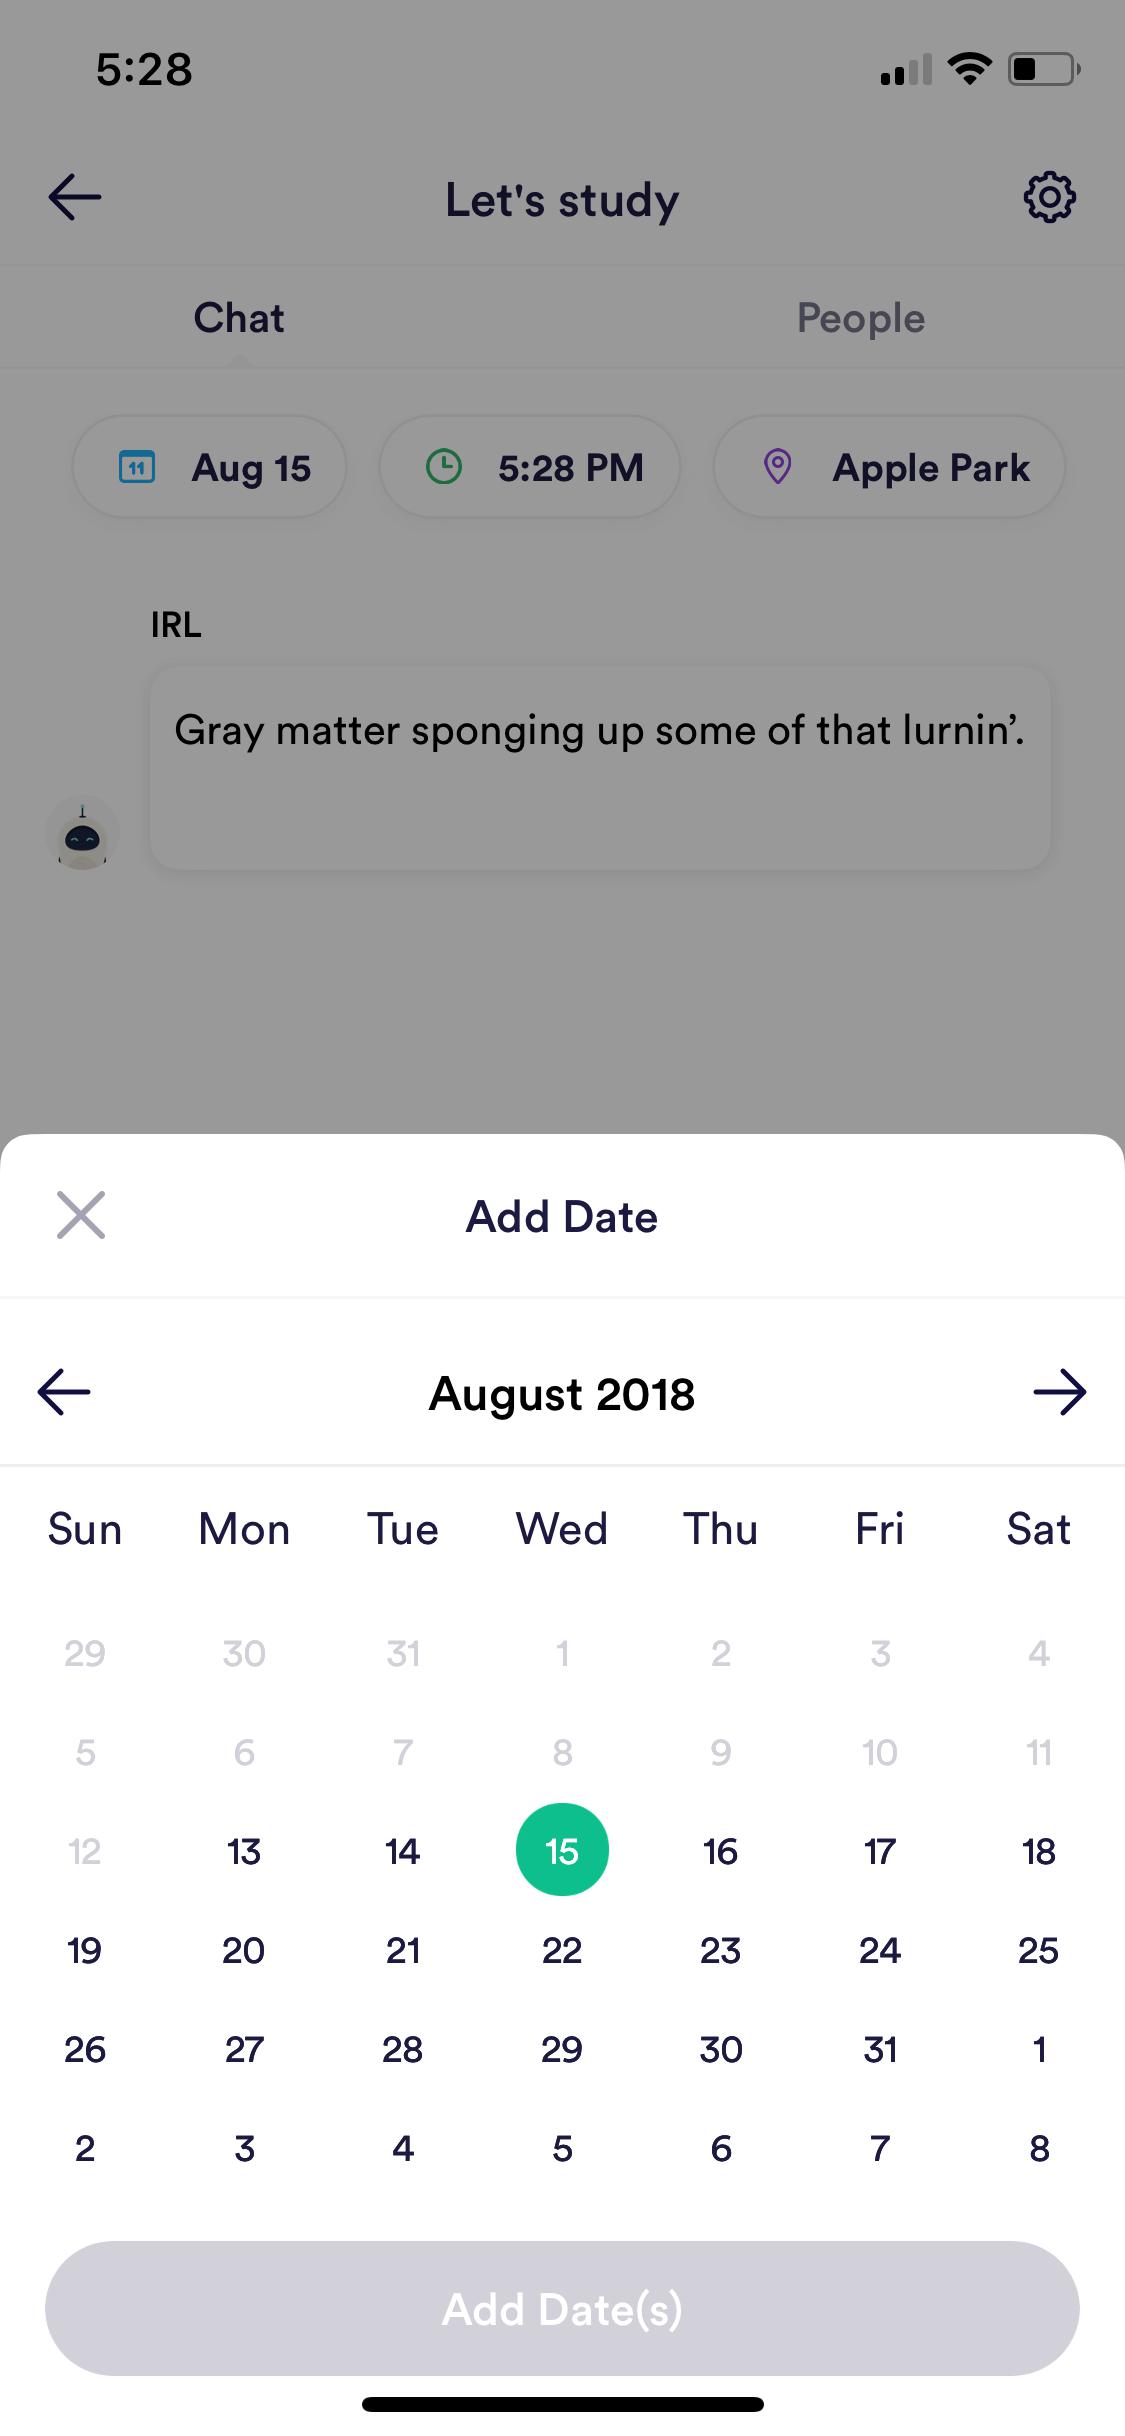 5:28
Let's study
Chat People
11 Aug 15 5:28 PM Apple Park
IRL
Gray matter sponging up some of that lurnin’.
Add Date
August 2018
Sun Mon Tue Wed Thu Fri Sat
29 30 31 1 2 3 4
5 6 7 8 9 10 11
12 13 14 15 16 17 18
19 20 21 22 23 24 25
26 27 28 29 30 31 1
2 3 4 5 6 7 8
Add Date(s)